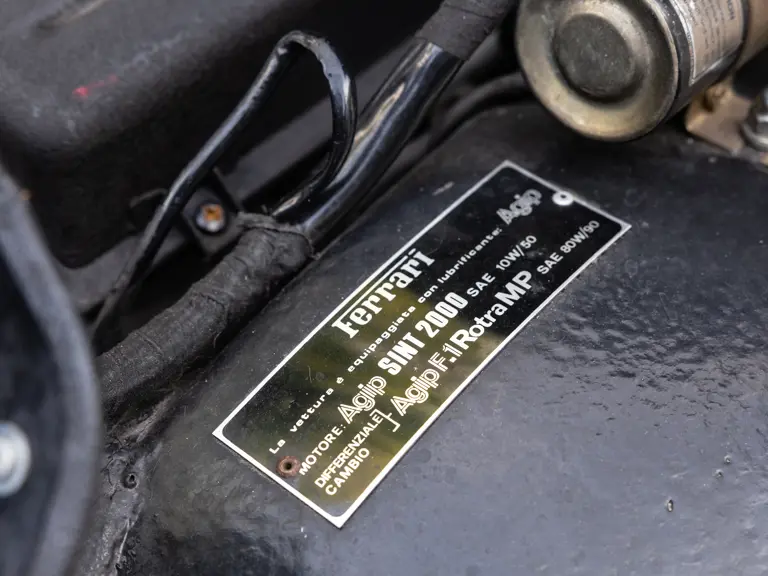 Ferrari
La vettura è equipaggiata con lubrificante: Agip
MOTORE: Agip SINT 2000 SAE 10W/50
DIFFERENZIALE
CAMBIO
Agip F.1 Rotra MP SAE 80W/90